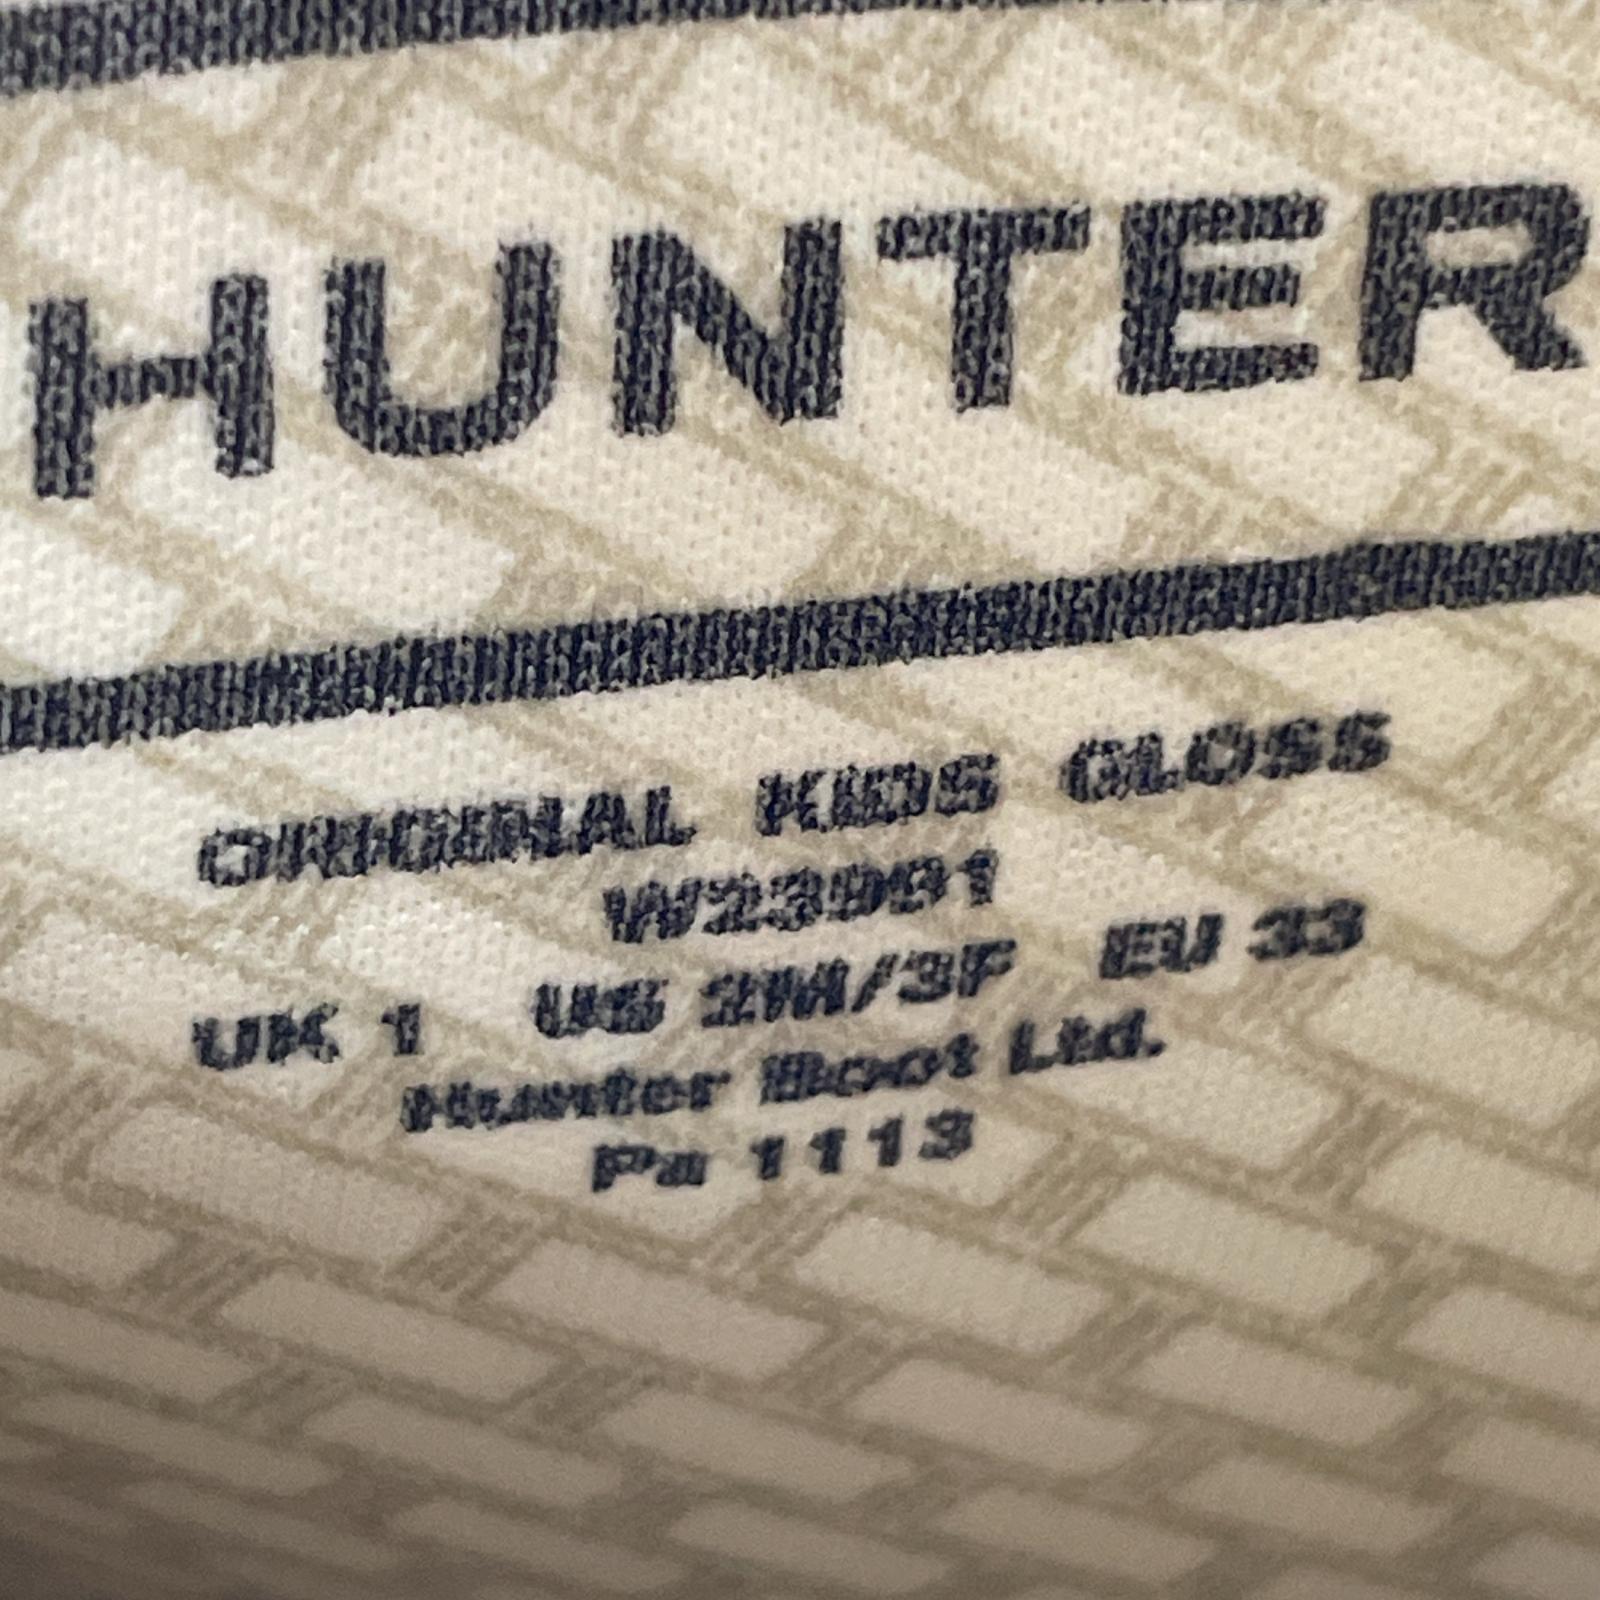 HUNTER
ORIGINAL KIDS GLOSS
W23991
UK 1 US 2M/3F EU 33
Hunter Boot Ltd.
Pa 1113